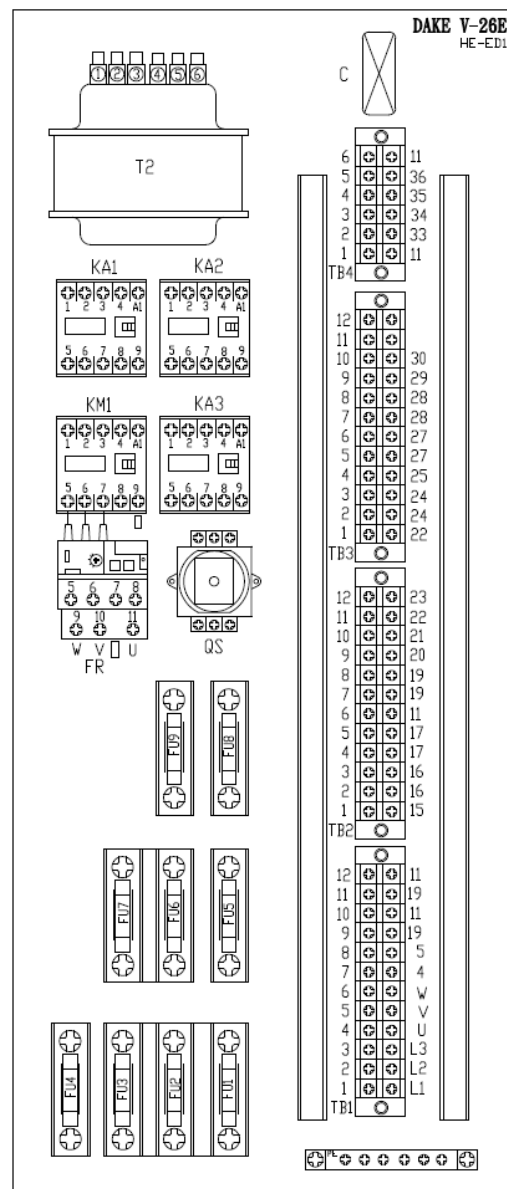 DAKE V-26E
HE-ED1
① ② ③ ④ ⑤ ⑥
T2
C
6 11
5 36
4 35
3 34
2 33
1 11
TB4
KA1 KA2
1 2 3 4 A1
5 6 7 8 9
1 2 3 4 A1
5 6 7 8 9
KM1 KA3
1 2 3 4 A1
5 6 7 8 9
1 2 3 4 A1
5 6 7 8 9
12
11
10 30
9 29
8 28
7 28
6 27
5 27
4 25
3 24
2 24
1 22
TB3
5 6 7 8
9 10 11
W V U
FR
QS
12 23
11 22
10 21
9 20
8 19
7 19
6 11
5 17
4 17
3 16
2 16
1 15
TB2
FU9 FU8
FU7 FU6 FU5
FU4 FU3 FU2 FU1
12 11
11 19
10 11
9 19
8 5
7 4
6 W
5 V
4 U
3 L3
2 L2
1 L1
TB1
PE